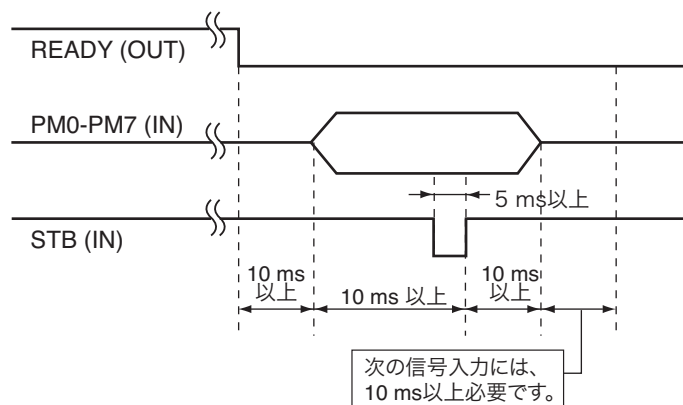 READY (OUT)
PM0-PM7 (IN)
5 ms以上
STB (IN)
10 ms
以上
10 ms 以上
10 ms
以上
次の信号入力には、
10 ms以上必要です。